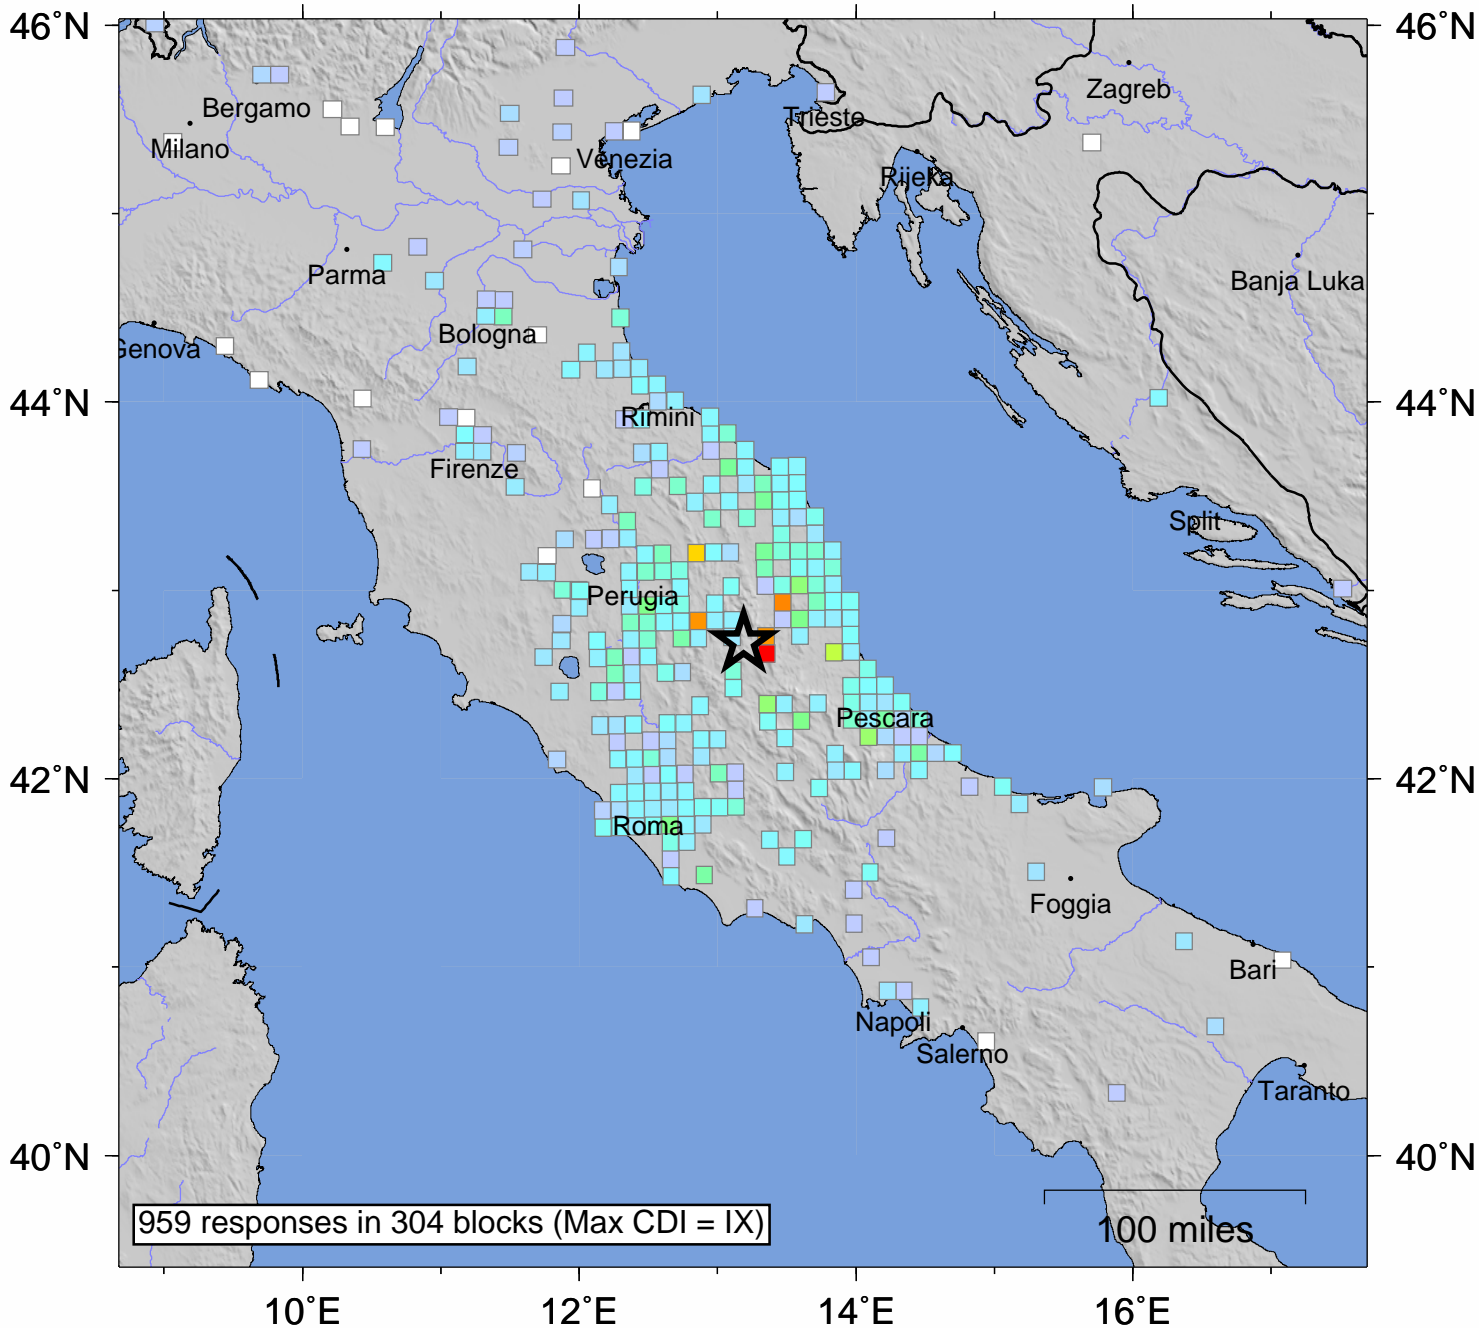 46˚N
46˚N
Zagreb
Bergamo
Trieste
Milano
Venezia
Rijeka
Parma
Banja Luka
Bologna
Genova
44˚N
44˚N
Rimini
Firenze
Split
Perugia
Pescara
42˚N
42˚N
Roma
Foggia
Bari
Napoli
Salerno
Taranto
40˚N
40˚N
959 responses in 304 blocks (Max CDI = IX)
100 miles
10˚E
12˚E
14˚E
16˚E